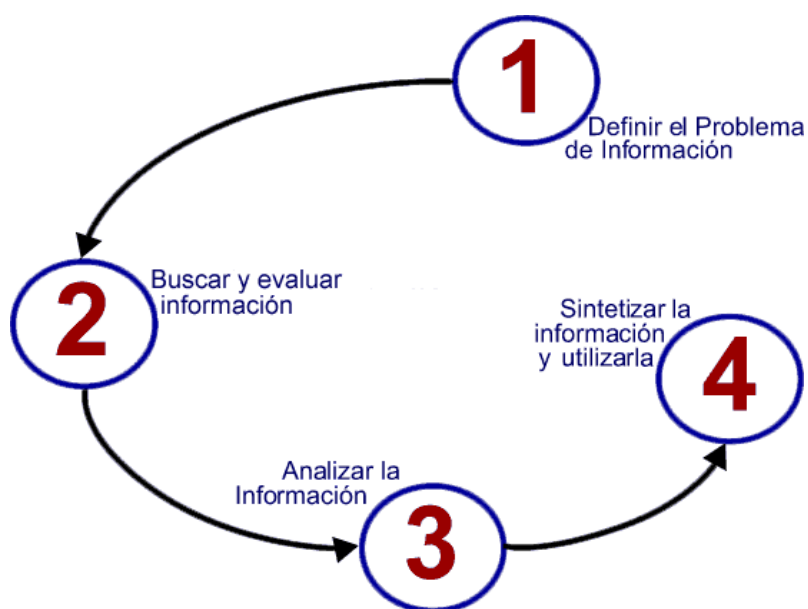 1
Definir el Problema
de Información
2
Buscar y evaluar
información
3
Analizar la
Información
4
Sintetizar la
información
y utilizarla